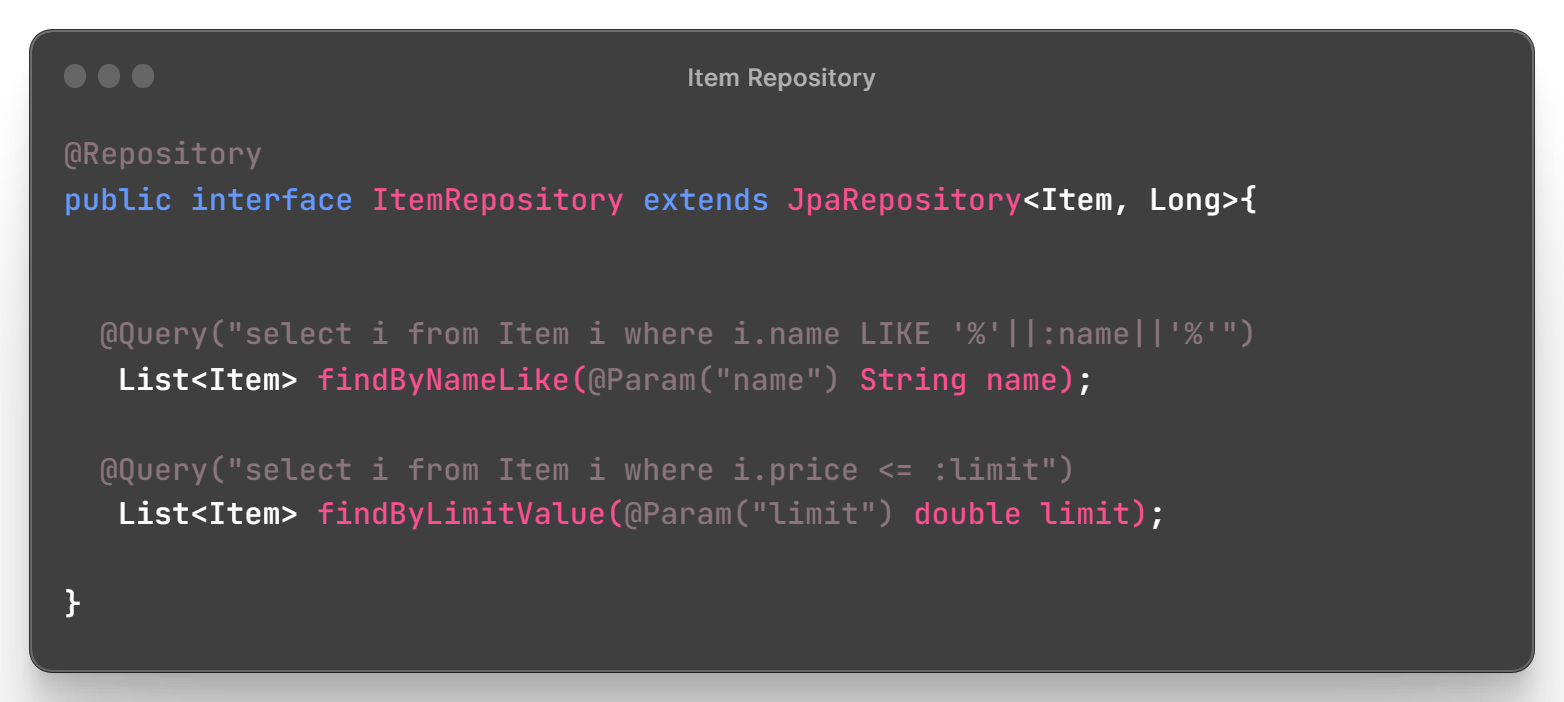 Item Repository
@Repository
public interface ItemRepository extends JpaRepository<Item, Long>{
@Query("select i from Item i where i.name LIKE '%'||:name||'%'")
List<Item> findByNameLike(@Param("name") String name);
@Query("select i from Item i where i.price <= :limit")
List<Item> findByLimitValue(@Param("limit") double limit);
}